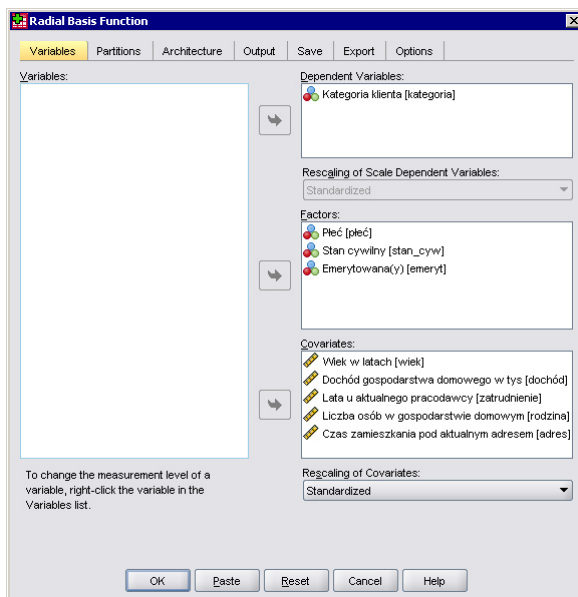 Radial Basis Function
Variables Partitions Architecture Output Save Export Options
Variables:
To change the measurement level of a
variable, right-click the variable in the
Variables list.
Dependent Variables:
Kategoria klienta [kategoria]
Rescaling of Scale Dependent Variables:
Standardized
Factors:
Płeć [płeć]
Stan cywilny [stan_cyw]
Emerytowana(y) [emeryt]
Covariates:
Wiek w latach [wiek]
Dochód gospodarstwa domowego w tys [dochód]
Lata u aktualnego pracodawcy [zatrudnienie]
Liczba osób w gospodarstwie domowym [rodzina]
Czas zamieszkania pod aktualnym adresem [adres]
Rescaling of Covariates:
Standardized
OK Paste Reset Cancel Help